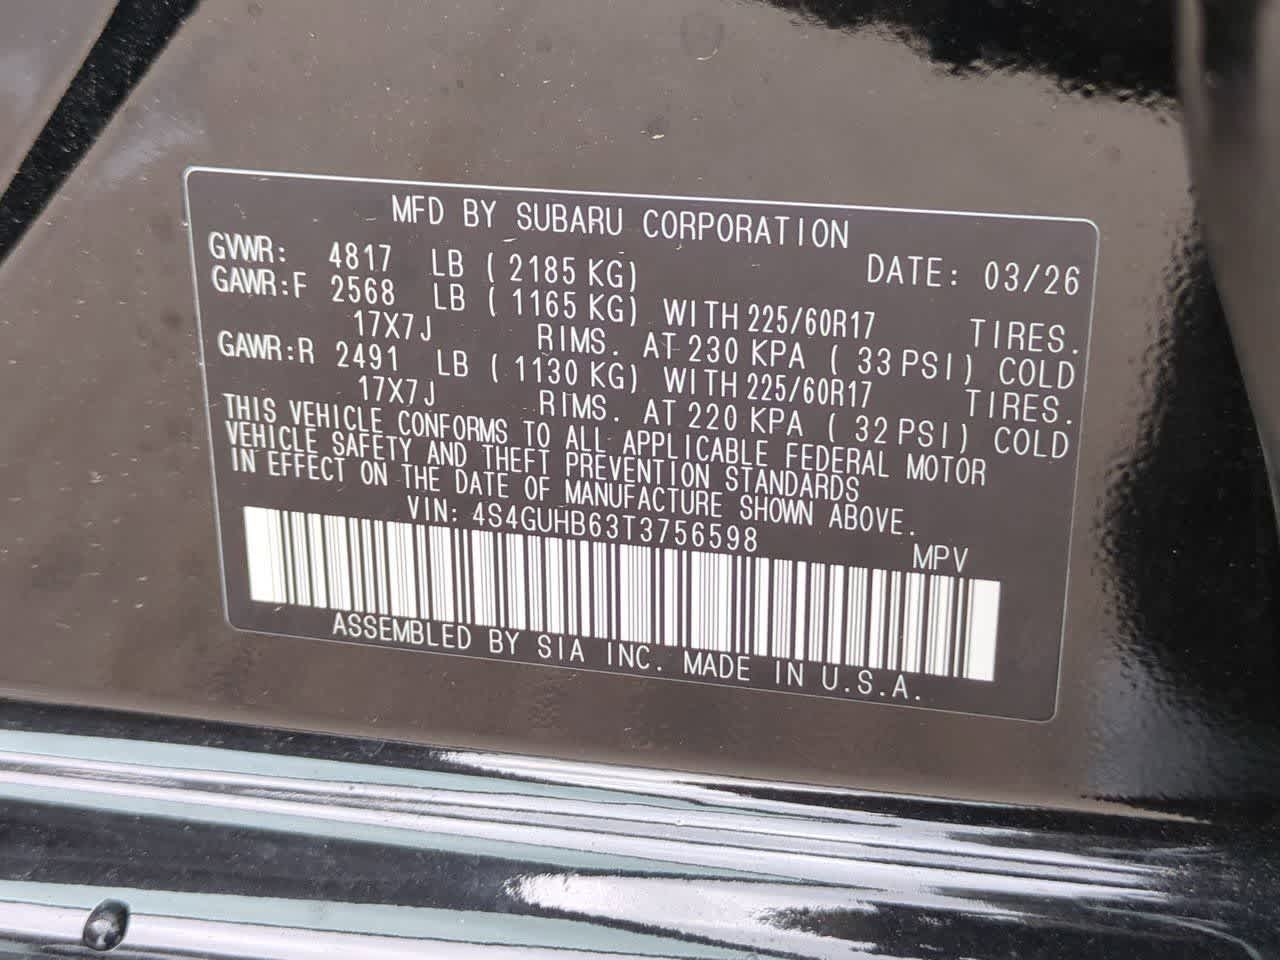 MFD BY SUBARU CORPORATION
GVWR: 4817 LB ( 2185 KG) DATE: 03/26
GAWR:F 2568 LB ( 1165 KG) WITH 225/60R17 TIRES.
17X7J RIMS. AT 230 KPA ( 33 PSI) COLD
GAWR:R 2491 LB ( 1130 KG) WITH 225/60R17 TIRES.
17X7J RIMS. AT 220 KPA ( 32 PSI) COLD
THIS VEHICLE CONFORMS TO ALL APPLICABLE FEDERAL MOTOR
VEHICLE SAFETY AND THEFT PREVENTION STANDARDS
IN EFFECT ON THE DATE OF MANUFACTURE SHOWN ABOVE.
VIN: 4S4GUHB63T3756598 MPV
ASSEMBLED BY SIA INC. MADE IN U.S.A.